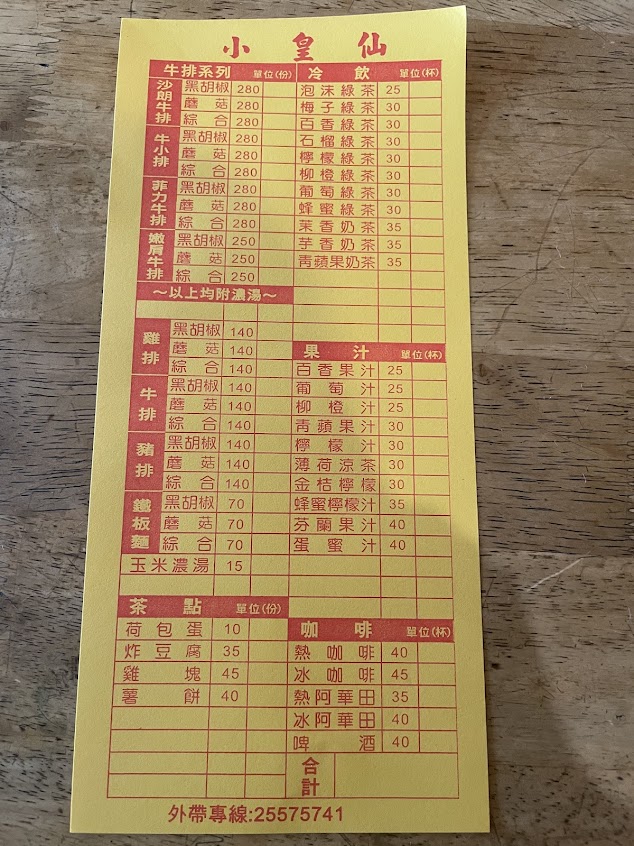 小皇仙
牛排系列 單位(份)
沙朗牛排 黑胡椒 280
蘑菇 280
綜合 280
牛小排 黑胡椒 280
蘑菇 280
綜合 280
菲力牛排 黑胡椒 280
蘑菇 280
綜合 280
嫩肩牛排 黑胡椒 250
蘑菇 250
綜合 250
～以上均附濃湯～
雞排 黑胡椒 140
蘑菇 140
綜合 140
牛排 黑胡椒 140
蘑菇 140
綜合 140
豬排 黑胡椒 140
蘑菇 140
綜合 140
鐵板麵 黑胡椒 70
蘑菇 70
綜合 70
玉米濃湯 15
茶點 單位(份)
荷包蛋 10
炸豆腐 35
雞塊 45
薯餅 40
冷飲 單位(杯)
泡沫綠茶 25
梅子綠茶 30
百香綠茶 30
石榴綠茶 30
檸檬綠茶 30
柳橙綠茶 30
葡萄綠茶 30
蜂蜜綠茶 30
茉香奶茶 35
芋香奶茶 35
青蘋果奶茶 35
果汁 單位(杯)
百香果汁 25
葡萄汁 25
柳橙汁 25
青蘋果汁 30
檸檬汁 30
薄荷涼茶 30
金桔檸檬 30
蜂蜜檸檬汁 35
芬蘭果汁 40
蛋蜜汁 40
咖啡 單位(杯)
熱咖啡 40
冰咖啡 45
熱阿華田 35
冰阿華田 40
啤酒 40
合計
外帶專線:25575741